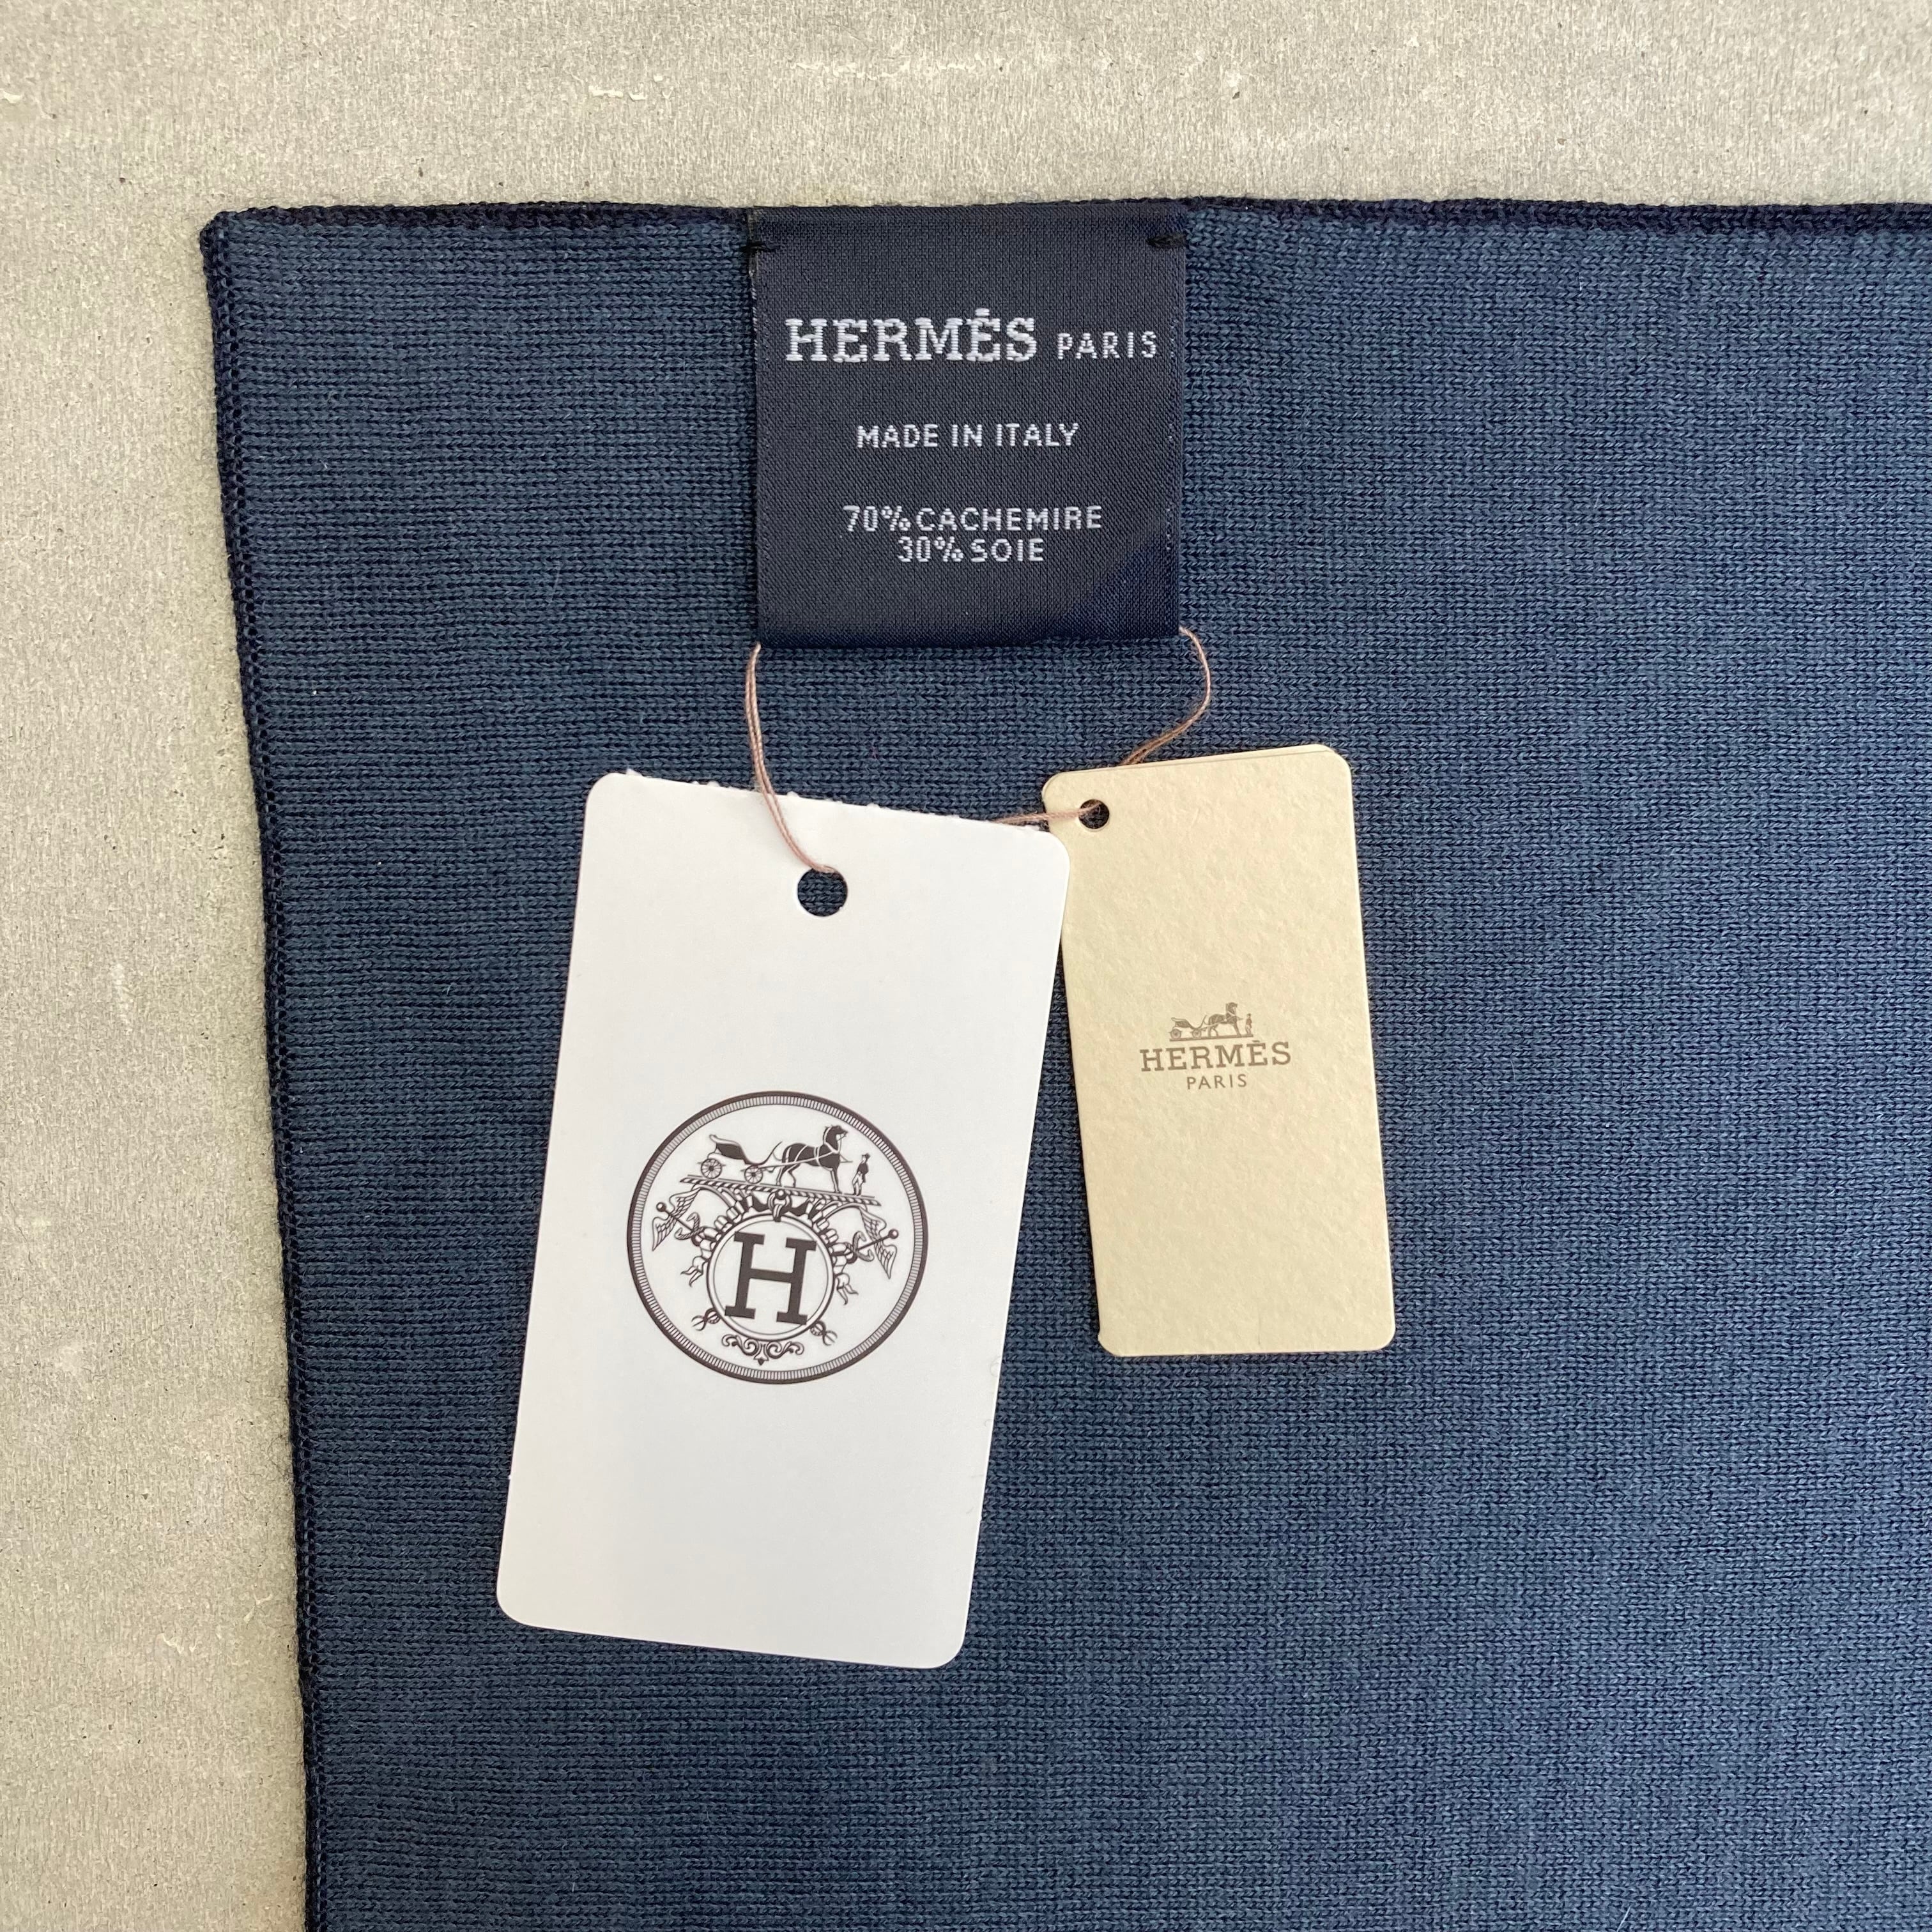 HERMÈS PARIS
MADE IN ITALY
70% CACHEMIRE
30% SOIE
H
HERMÈS
PARIS